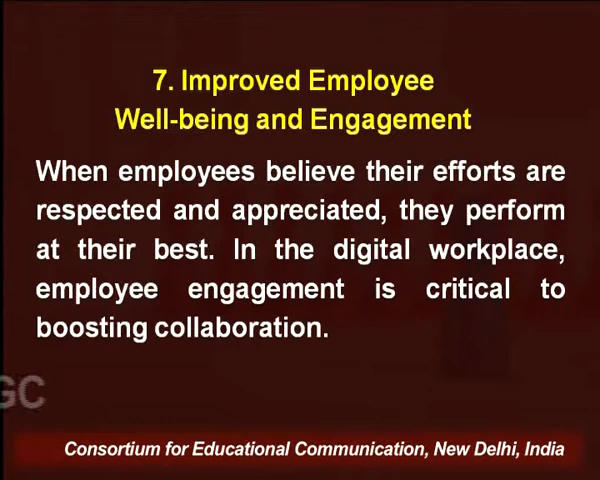 7. Improved Employee
Well-being and Engagement
When employees believe their efforts are
respected and appreciated, they perform
at their best. In the digital workplace,
employee engagement is critical to
boosting collaboration.
GC
Consortium for Educational Communication, New Delhi, India